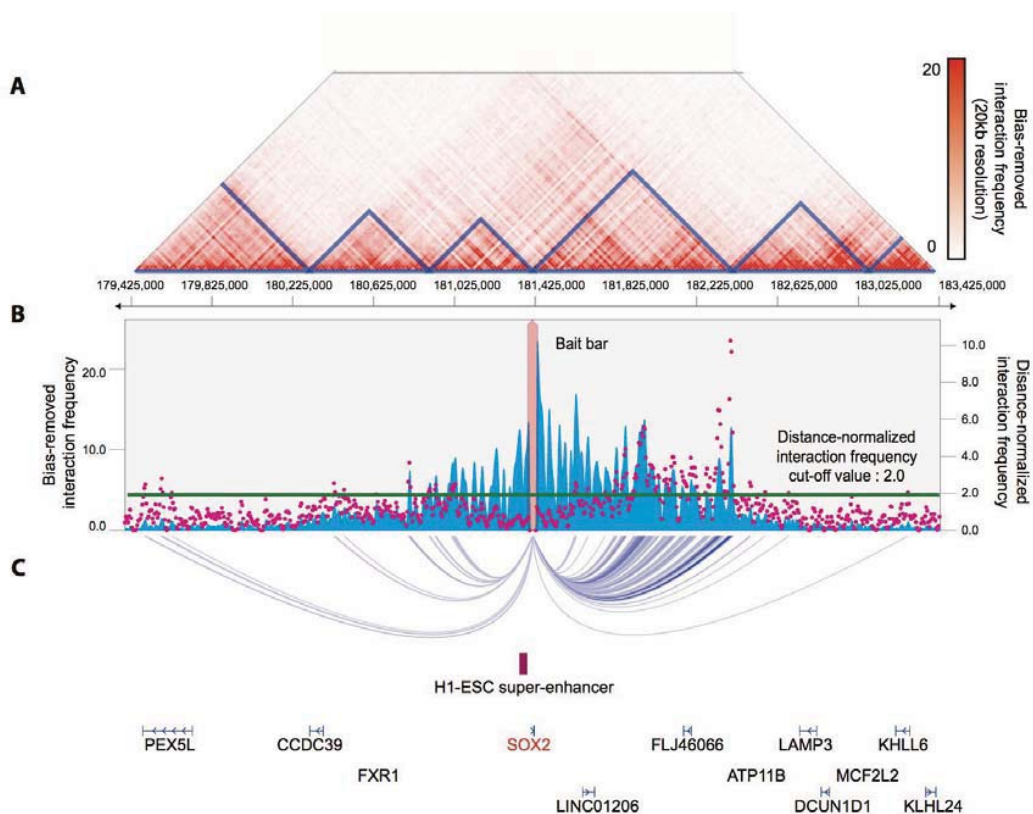 A
20
0
Bias-removed
interaction frequency
(20kb resolution)
179,425,000 179,825,000 180,225,000 180,625,000 181,025,000 181,425,000 181,825,000 182,225,000 182,625,000 183,025,000 183,425,000
B
Bait bar
Bias-removed
interaction frequency
20.0
10.0
0.0
10.0
8.0
6.0
4.0
2.0
0.0
Disance-normalized
interaction frequency
Distance-normalized
interaction frequency
cut-off value : 2.0
C
H1-ESC super-enhancer
PEX5L CCDC39 SOX2 FLJ46066 LAMP3 KHLL6
FXR1 ATP11B MCF2L2
LINC01206 DCUN1D1 KLHL24